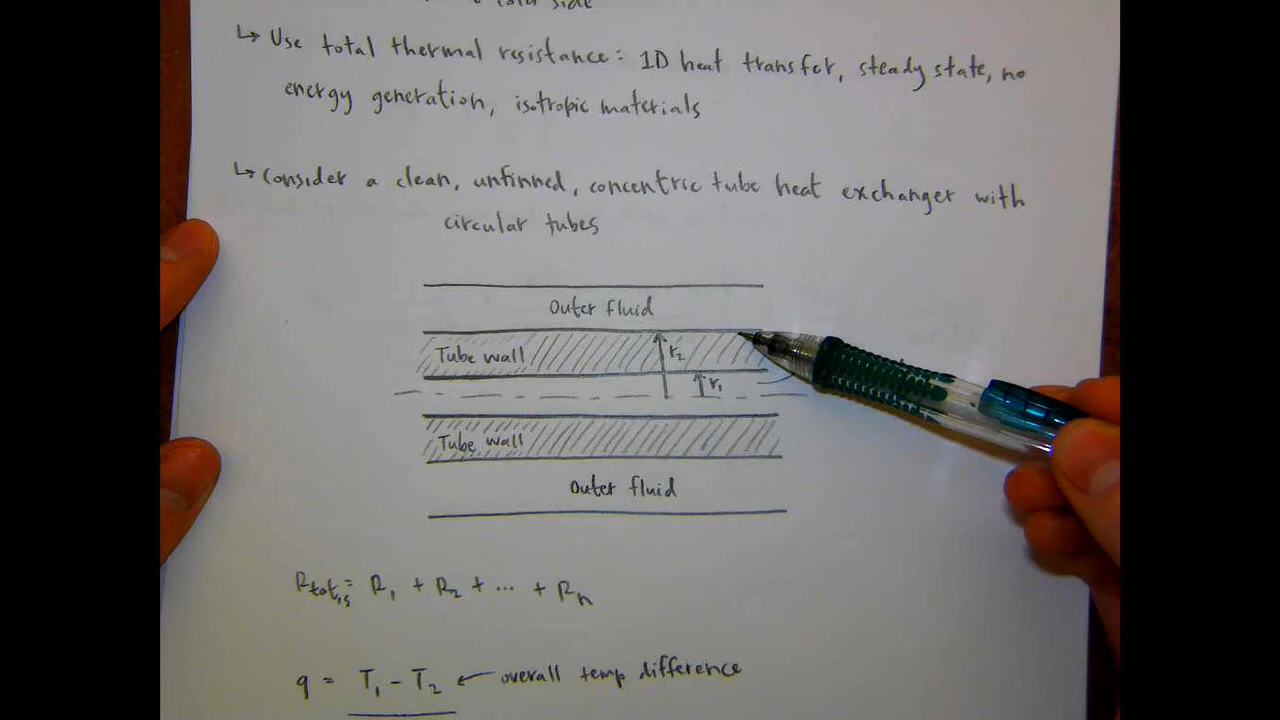 side
↳ Use total thermal resistance: 1D heat transfer, steady state, no
energy generation, isotropic materials
↳ Consider a clean, unfinned, concentric tube heat exchanger with
circular tubes
Outer fluid
Tube wall
r₂
r₁
Tube wall
Outer fluid
Rtot,s = R₁ + R₂ + ... + Rn
q = T₁ - T₂ ← overall temp difference